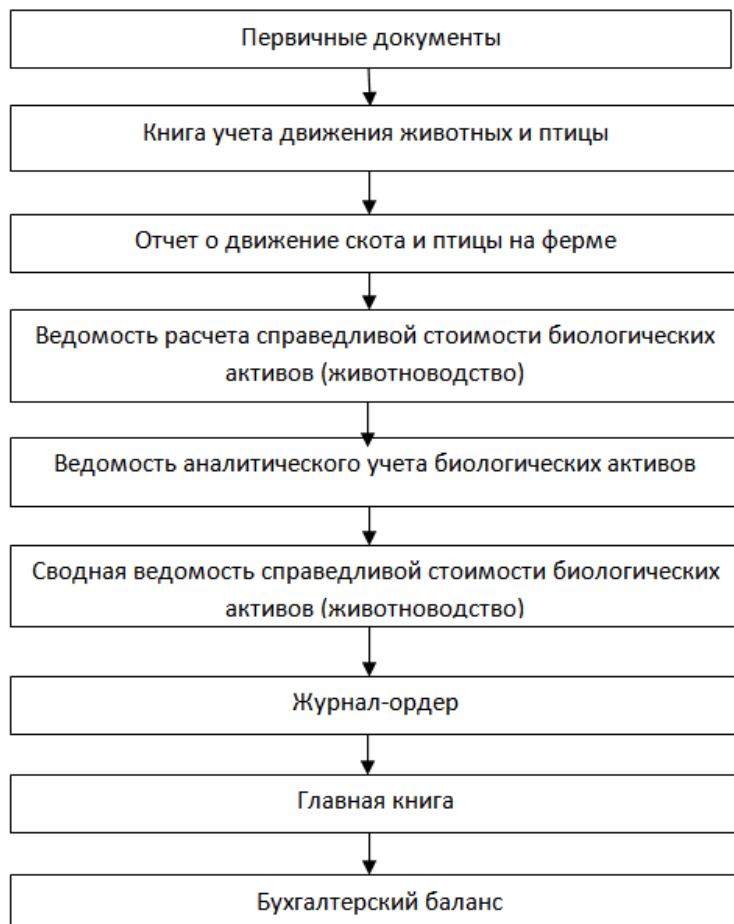 Первичные документы
Книга учета движения животных и птицы
Отчет о движение скота и птицы на ферме
Ведомость расчета справедливой стоимости биологических
активов (животноводство)
Ведомость аналитического учета биологических активов
Сводная ведомость справедливой стоимости биологических
активов (животноводство)
Журнал-ордер
Главная книга
Бухгалтерский баланс